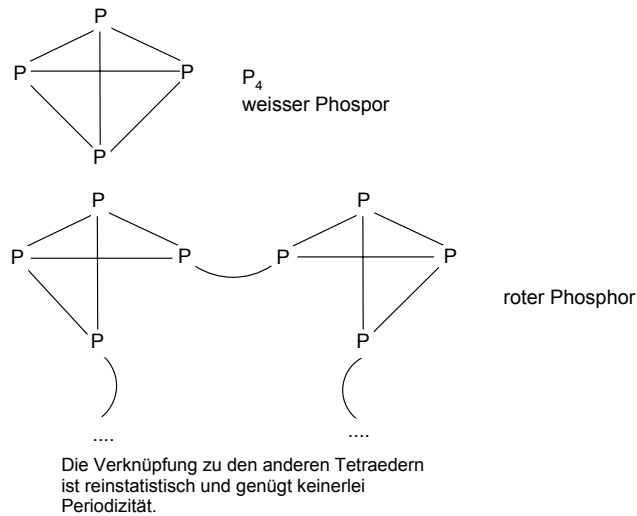 P
P P
P
P4
weisser Phospor
P P
P P P P
P P
roter Phosphor
.... ....
Die Verknüpfung zu den anderen Tetraedern
ist reinstatistisch und genügt keinerlei
Periodizität.